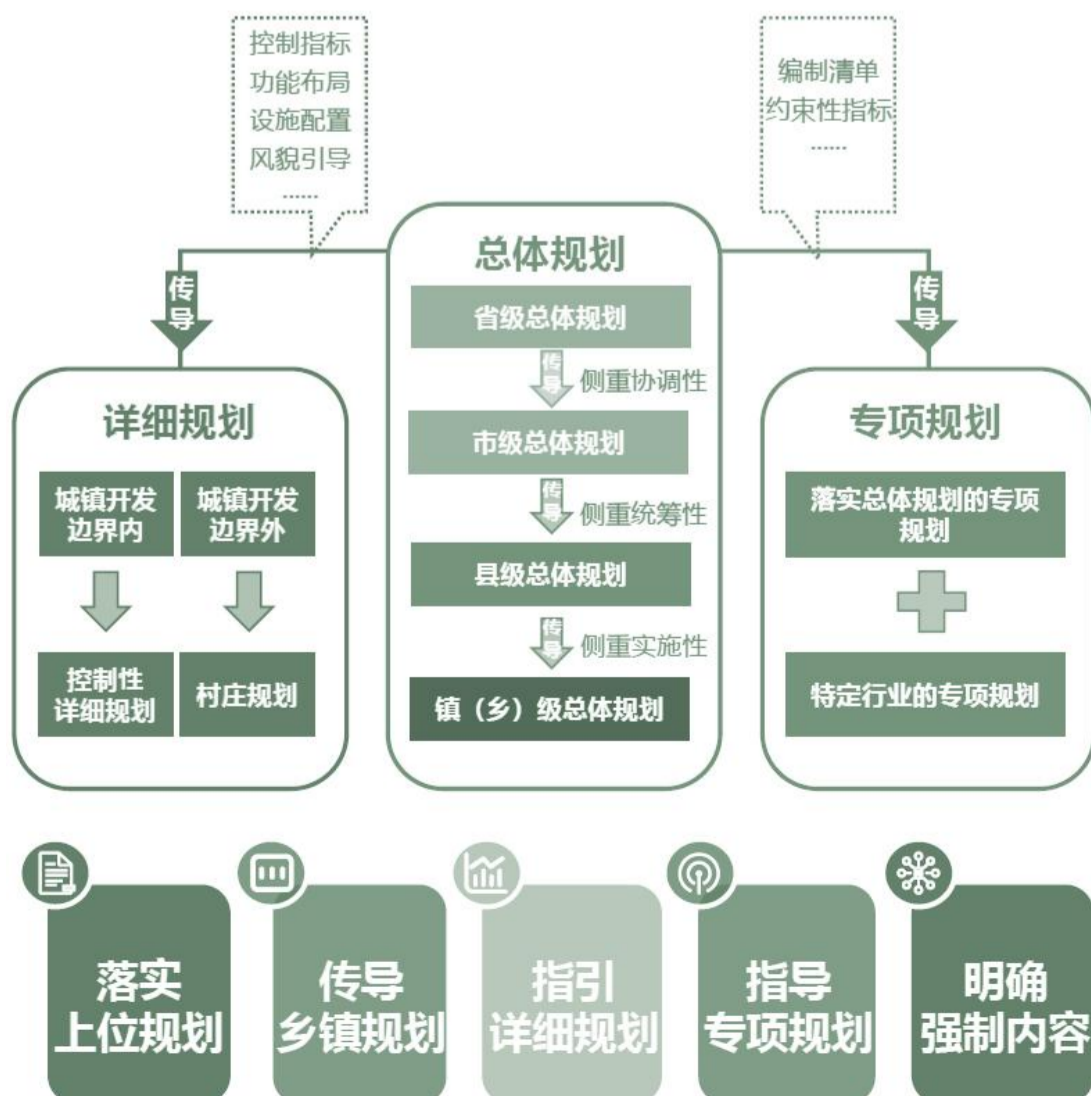 控制指标
功能布局
设施配置
风貌引导
……
编制清单
约束性指标
……
总体规划
省级总体规划
传导
侧重协调性
市级总体规划
传导
侧重统筹性
县级总体规划
传导
侧重实施性
镇（乡）级总体规划
传导
详细规划
城镇开发
边界内
城镇开发
边界外
控制性
详细规划
村庄规划
传导
专项规划
落实总体规划的专项
规划
特定行业的专项规划
落实
上位规划
传导
乡镇规划
指引
详细规划
指导
专项规划
明确
强制内容